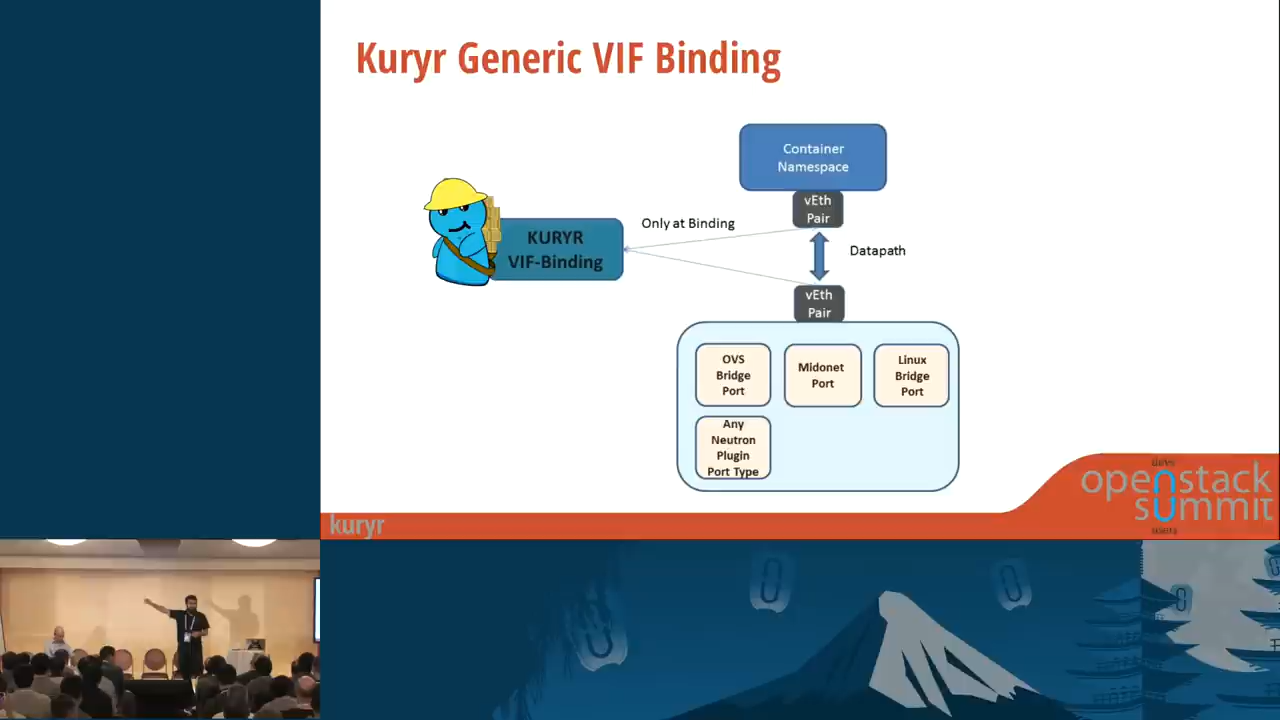 Kuryr Generic VIF Binding
Container
Namespace
vEth
Pair
Only at Binding
KURYR
VIF-Binding
Datapath
vEth
Pair
OVS
Bridge
Port
Midonet
Port
Linux
Bridge
Port
Any
Neutron
Plugin
Port Type
kuryr
openstack
summit